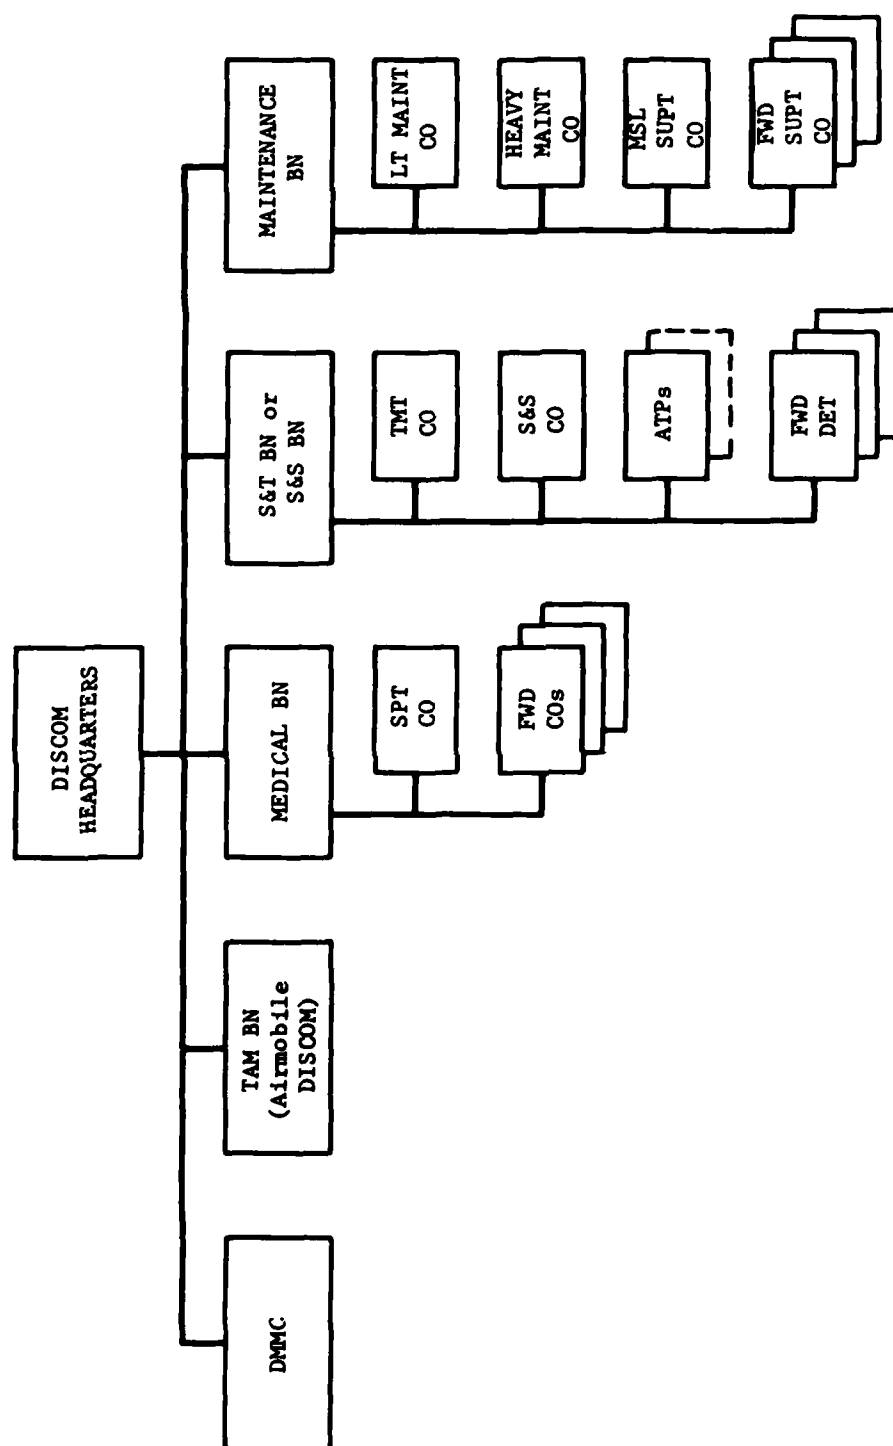 DISCOM
HEADQUARTERS
DMMC
TAM BN
(Airmobile
DISCOM)
MEDICAL BN
SPT
CO
FWD
COs
S&T BN or
S&S BN
TMT
CO
S&S
CO
ATPs
FWD
DET
MAINTENANCE
BN
LT MAINT
CO
HEAVY
MAINT
CO
MSL
SUPT
CO
FWD
SUPT
CO